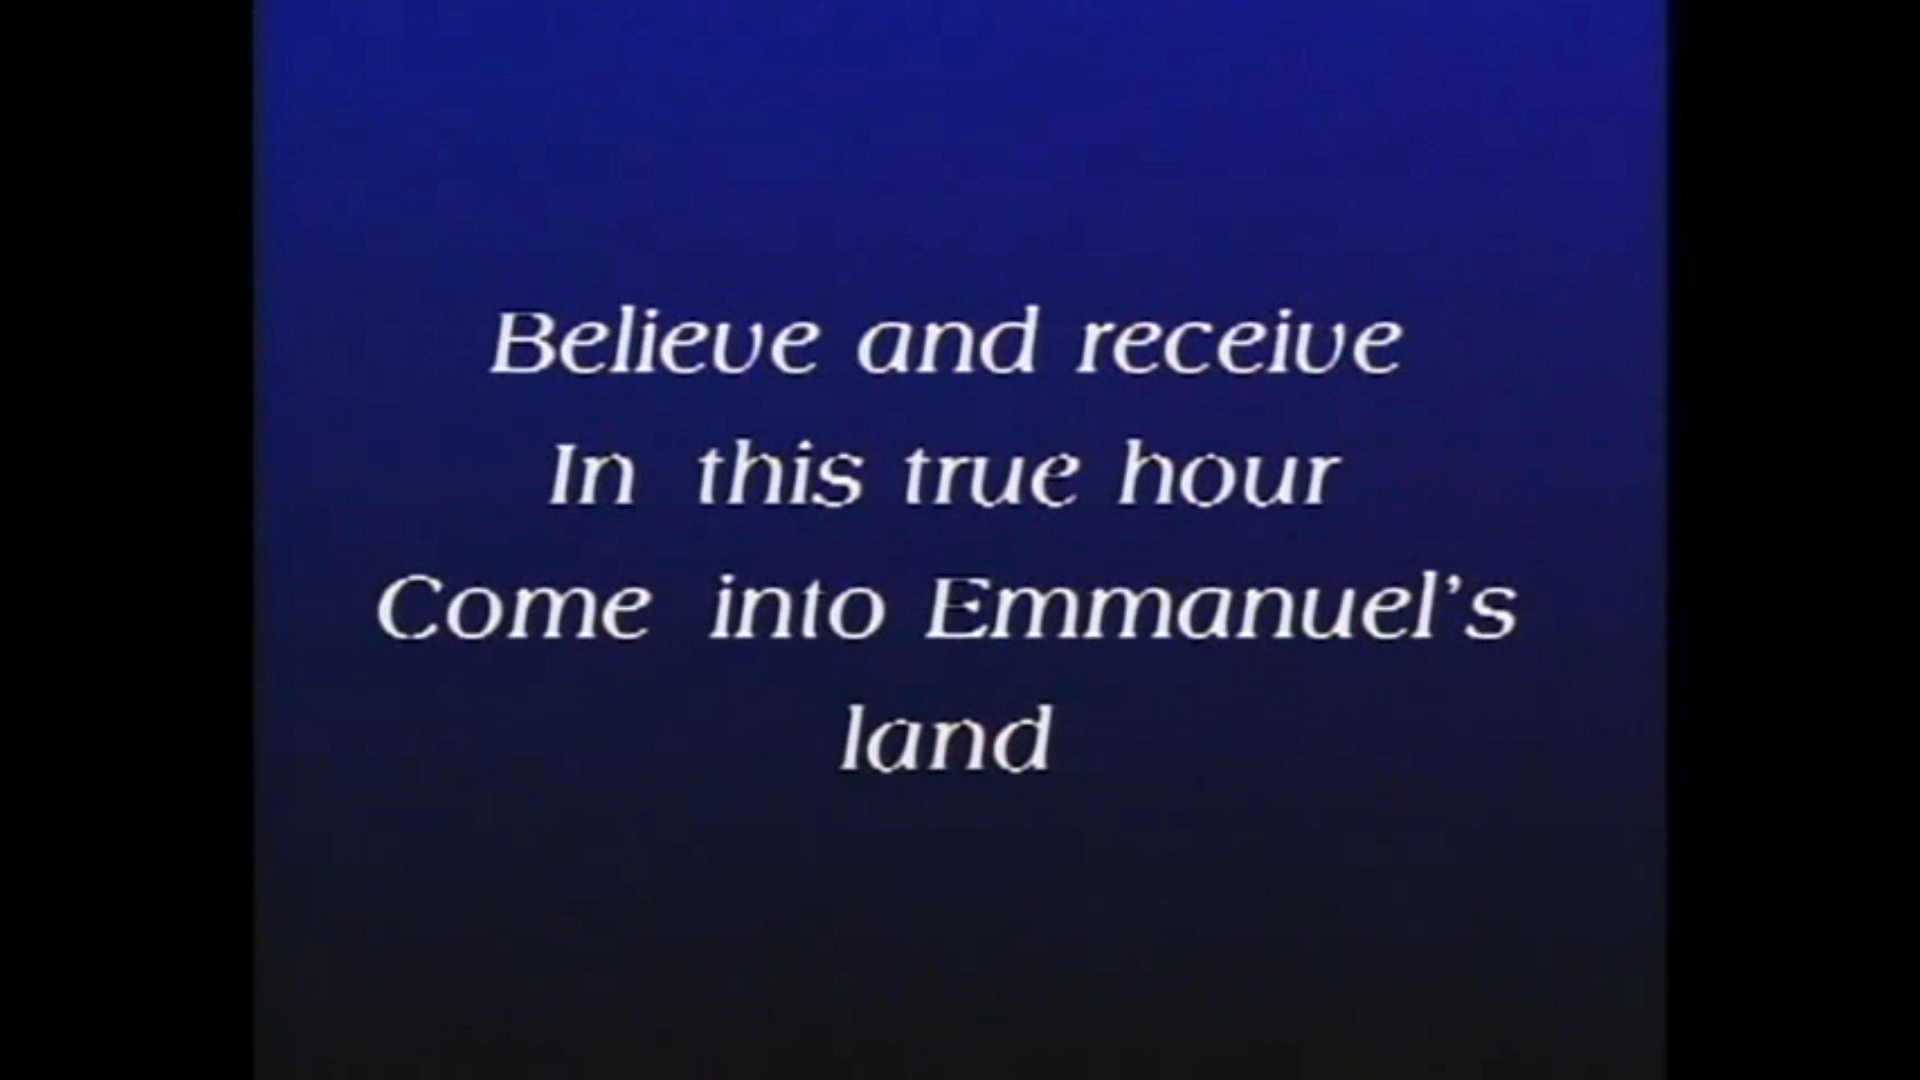 Believe and receive
In this true hour
Come into Emmanuel's
land